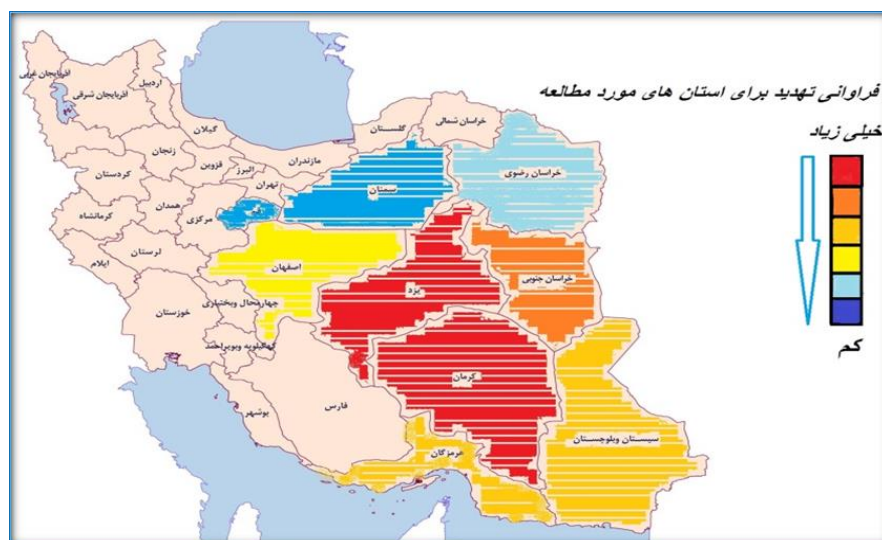 فراوانی تهدید برای استان های مورد مطالعه
خیلی زیاد
کم
آذربایجان غربی
آذربایجان شرقی
اردبیل
گیلان
زنجان
کردستان
قزوین
البرز
مازندران
تهران
گلستان
خراسان شمالی
خراسان رضوی
سمنان
قم
مرکزی
همدان
کرمانشاه
لرستان
ایلام
اصفهان
یزد
خراسان جنوبی
چهارمحال وبختیاری
خوزستان
کهگیلویه وبویراحمد
فارس
بوشهر
کرمان
هرمزگان
سیستان وبلوچستان